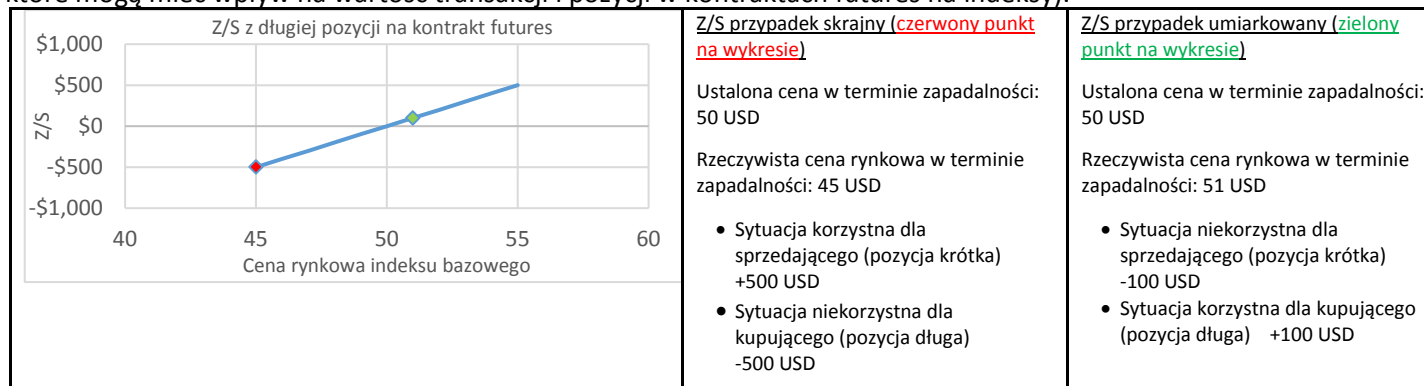 które mogą mieć wpływ na wartość transakcji i pozycji w kontraktach futures na indeksy).
Z/S z długiej pozycji na kontrakt futures
$1,000
$500
$0
-$500
-$1,000
Z/S
40 45 50 55 60
Cena rynkowa indeksu bazowego
Z/S przypadek skrajny (czerwony punkt
na wykresie)
Ustalona cena w terminie zapadalności:
50 USD
Rzeczywista cena rynkowa w terminie
zapadalności: 45 USD
• Sytuacja korzystna dla
sprzedającego (pozycja krótka)
+500 USD
• Sytuacja niekorzystna dla
kupującego (pozycja długa)
-500 USD
Z/S przypadek umiarkowany (zielony
punkt na wykresie)
Ustalona cena w terminie zapadalności:
50 USD
Rzeczywista cena rynkowa w terminie
zapadalności: 51 USD
• Sytuacja niekorzystna dla
sprzedającego (pozycja krótka)
-100 USD
• Sytuacja korzystna dla kupującego
(pozycja długa) +100 USD